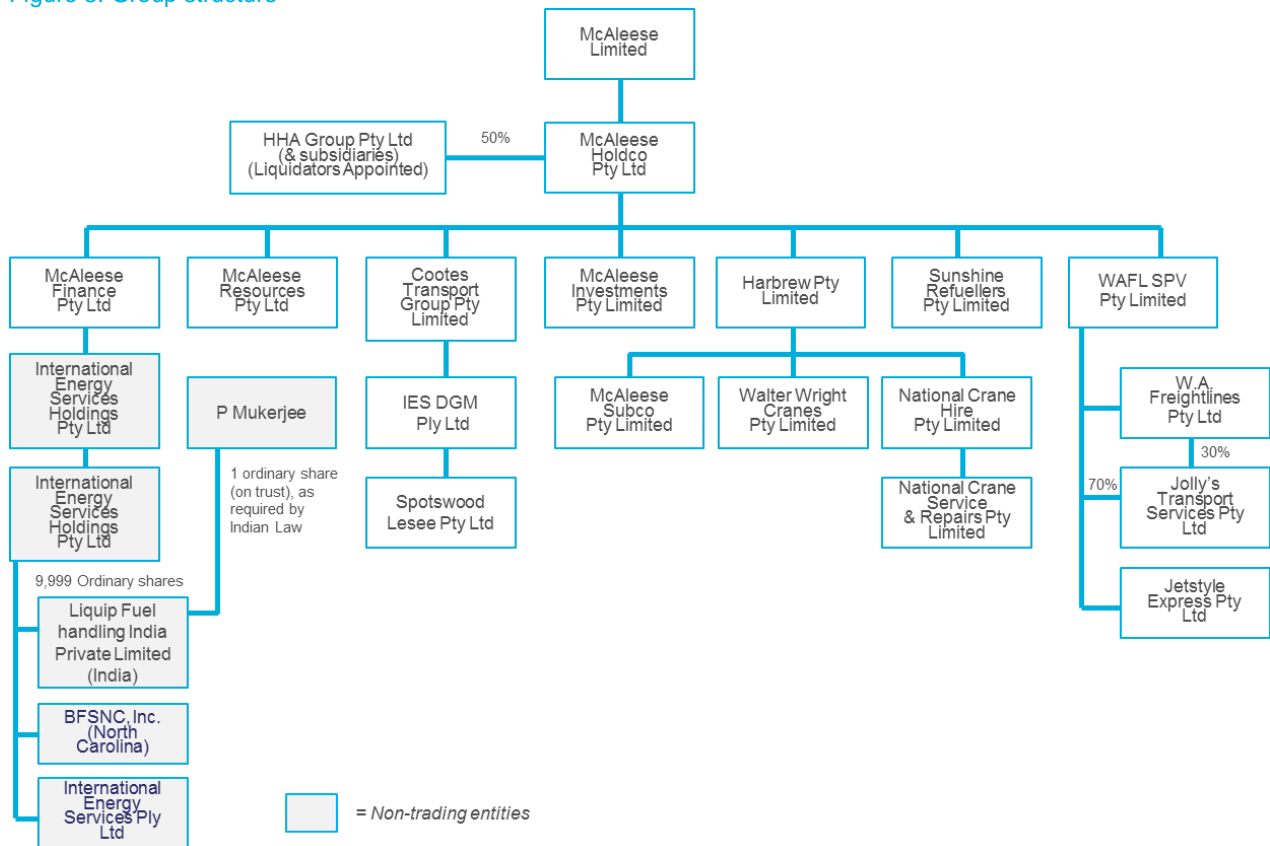 Figure 8: Group structure
McAleese
Limited
HHA Group Pty Ltd
(& subsidiaries)
(Liquidators Appointed)
50%
McAleese
Holdco
Pty Ltd
McAleese
Finance
Pty Ltd
McAleese
Resources
Pty Ltd
Cootes
Transport
Group Pty
Limited
McAleese
Investments
Pty Limited
Harbrew Pty
Limited
Sunshine
Refuellers
Pty Limited
WAFL SPV
Pty Limited
International
Energy
Services
Holdings
Pty Ltd
P Mukerjee
IES DGM
Ply Ltd
McAleese
Subco
Pty Limited
Walter Wright
Cranes
Pty Limited
National Crane
Hire
Pty Limited
W.A.
Freightlines
Pty Ltd
30%
International
Energy
Services
Holdings
Pty Ltd
1 ordinary share
(on trust), as
required by
Indian Law
Spotswood
Lesee Pty Ltd
National Crane
Service
& Repairs Pty
Limited
70%
Jolly's
Transport
Services Pty
Ltd
9,999 Ordinary shares
Liquip Fuel
handling India
Private Limited
(India)
Jetstyle
Express Pty
Ltd
BFSNC, Inc.
(North
Carolina)
International
Energy
Services Ply
Ltd
= Non-trading entities